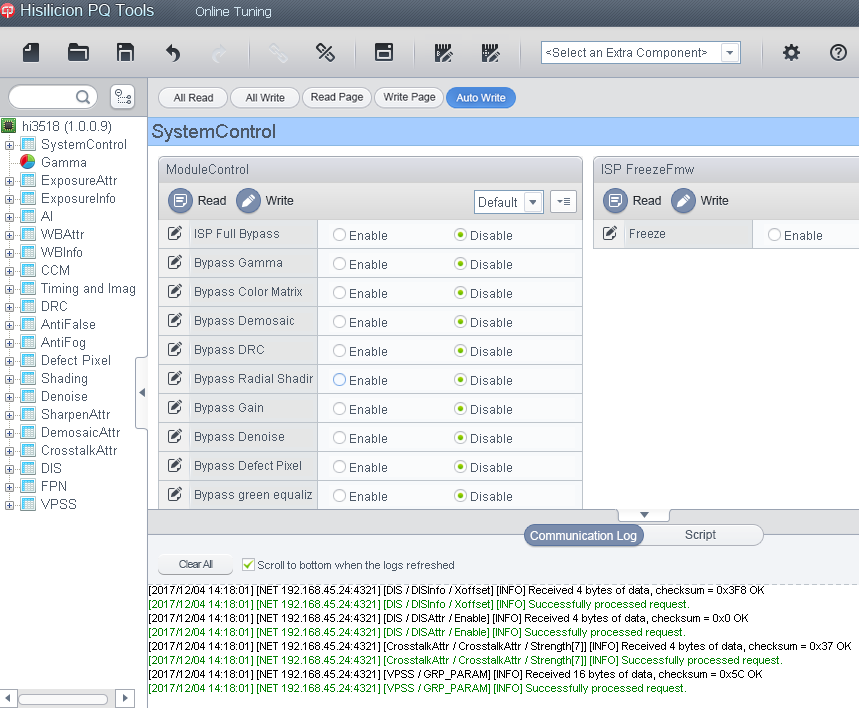 Hisilicion PQ Tools
Online Tuning
<Select an Extra Component>
All Read
All Write
Read Page
Write Page
Auto Write
hi3518 (1.0.0.9)
SystemControl
Gamma
ExposureAttr
ExposureInfo
AI
WBAttr
WBInfo
CCM
Timing and Imag
DRC
AntiFalse
AntiFog
Defect Pixel
Shading
Denoise
SharpenAttr
DemosaicAttr
CrosstalkAttr
DIS
FPN
VPSS
SystemControl
ModuleControl
Read Write Default
ISP Full Bypass Enable Disable
Bypass Gamma Enable Disable
Bypass Color Matrix Enable Disable
Bypass Demosaic Enable Disable
Bypass DRC Enable Disable
Bypass Radial Shadir Enable Disable
Bypass Gain Enable Disable
Bypass Denoise Enable Disable
Bypass Defect Pixel Enable Disable
Bypass green equaliz Enable Disable
ISP FreezeFmw
Read Write
Freeze Enable
Communication Log Script
Clear All Scroll to bottom when the logs refreshed
[2017/12/04 14:18:01] [NET 192.168.45.24:4321] [DIS / DISInfo / Xoffset] [INFO] Received 4 bytes of data, checksum = 0x3F8 OK
[2017/12/04 14:18:01] [NET 192.168.45.24:4321] [DIS / DISInfo / Xoffset] [INFO] Successfully processed request.
[2017/12/04 14:18:01] [NET 192.168.45.24:4321] [DIS / DISAttr / Enable] [INFO] Received 4 bytes of data, checksum = 0x0 OK
[2017/12/04 14:18:01] [NET 192.168.45.24:4321] [DIS / DISAttr / Enable] [INFO] Successfully processed request.
[2017/12/04 14:18:01] [NET 192.168.45.24:4321] [CrosstalkAttr / CrosstalkAttr / Strength[7]] [INFO] Received 4 bytes of data, checksum = 0x37 OK
[2017/12/04 14:18:01] [NET 192.168.45.24:4321] [CrosstalkAttr / CrosstalkAttr / Strength[7]] [INFO] Successfully processed request.
[2017/12/04 14:18:01] [NET 192.168.45.24:4321] [VPSS / GRP_PARAM] [INFO] Received 16 bytes of data, checksum = 0x5C OK
[2017/12/04 14:18:01] [NET 192.168.45.24:4321] [VPSS / GRP_PARAM] [INFO] Successfully processed request.